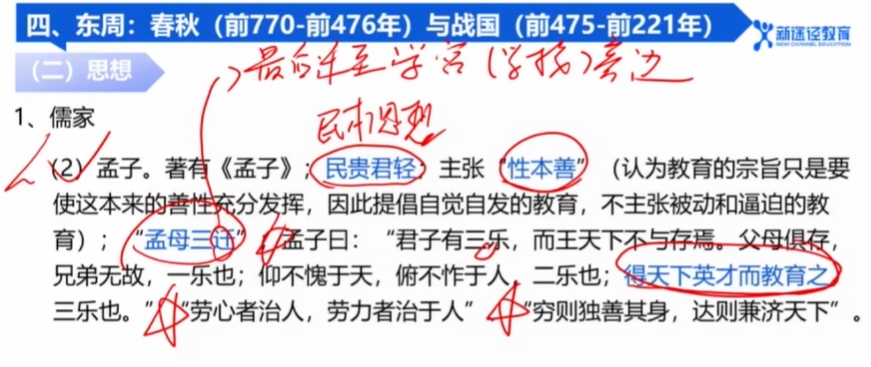 四、东周：春秋（前770-前476年）与战国（前475-前221年）
新途径教育
NEW CHANNEL EDUCATION
（二）思想
最后迁至学宫（学校）旁边
1、儒家
民本思想
（2）孟子。著有《孟子》；民贵君轻；主张“性本善”（认为教育的宗旨只是要
使这本来的善性充分发挥，因此提倡自觉自发的教育，不主张被动和逼迫的教
育）；“孟母三迁”；孟子曰：“君子有三乐，而王天下不与存焉。父母俱存，
兄弟无故，一乐也；仰不愧于天，俯不怍于人，二乐也；得天下英才而教育之，
三乐也。”；“劳心者治人，劳力者治于人”；“穷则独善其身，达则兼济天下”。